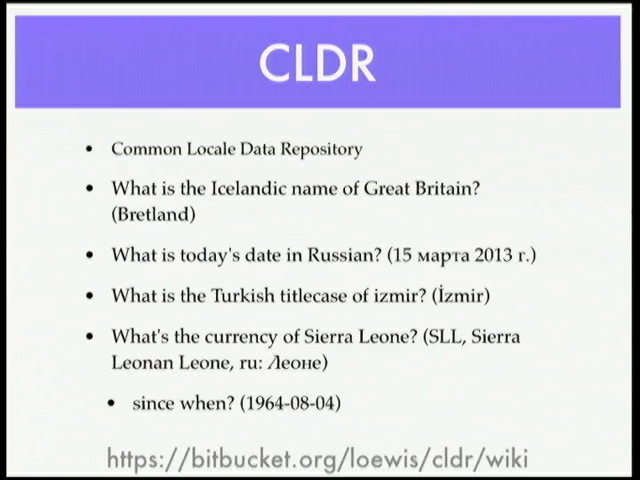 CLDR
• Common Locale Data Repository
• What is the Icelandic name of Great Britain?
(Bretland)
• What is today's date in Russian? (15 марта 2013 г.)
• What is the Turkish titlecase of izmir? (İzmir)
• What's the currency of Sierra Leone? (SLL, Sierra
Leonan Leone, ru: Леоне)
• since when? (1964-08-04)
https://bitbucket.org/loewis/cldr/wiki